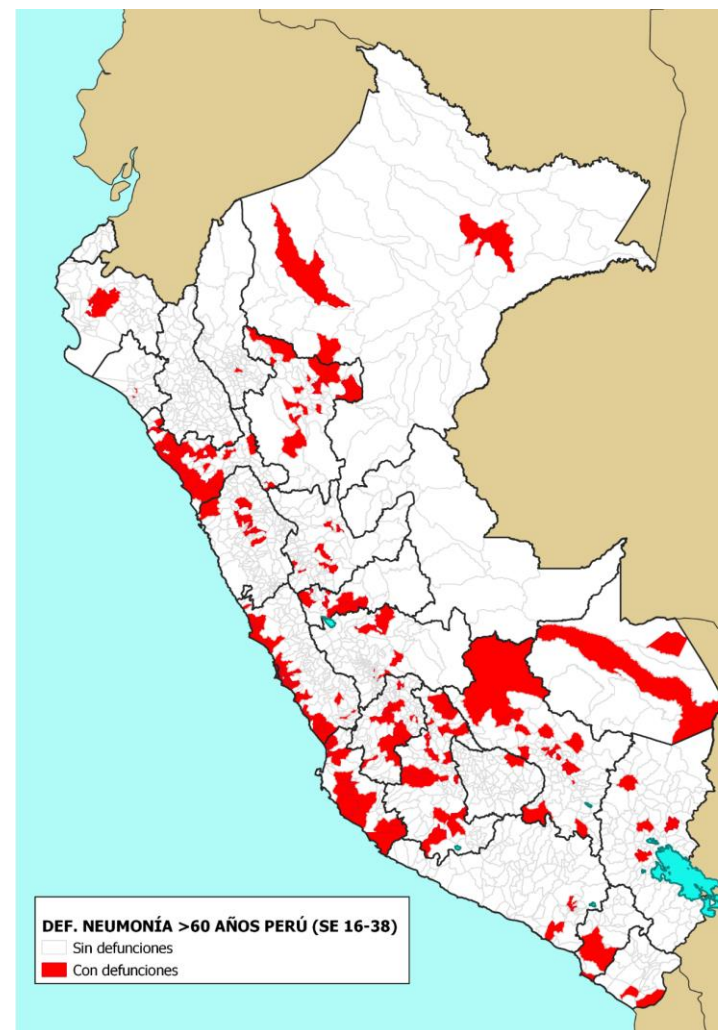 DEF. NEUMONÍA >60 AÑOS PERÚ (SE 16-38)
Sin defunciones
Con defunciones